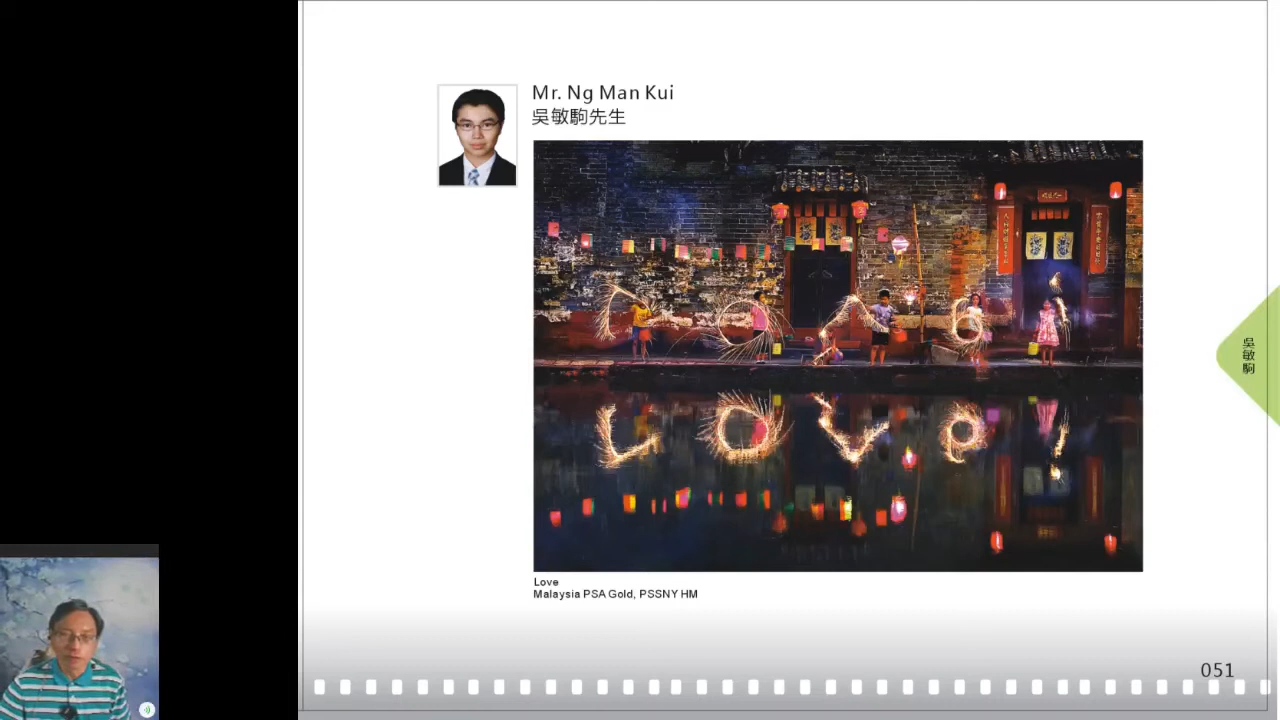 Mr. Ng Man Kui
吳敏駒先生
LOVe!
Love
Malaysia PSA Gold, PSSNY HM
吳敏駒
051